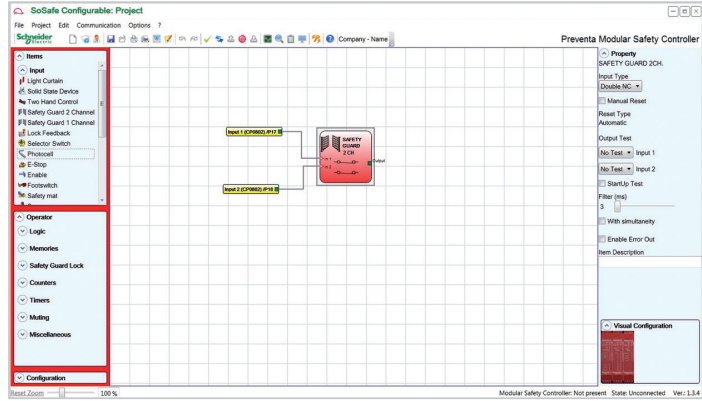 SoSafe Configurable: Project
File Project Edit Communication Options ?
Schneider
Electric
Company - Name
Preventa Modular Safety Controller
Items
Input
Light Curtain
Solid State Device
Two Hand Control
Safety Guard 2 Channel
Safety Guard 1 Channel
Lock Feedback
Selector Switch
Photocell
E-Stop
Enable
Footswitch
Safety mat
Operator
Logic
Memories
Safety Guard Lock
Counters
Timers
Muting
Miscellaneous
Configuration
Input 1 (CP0802) /P17
Input 2 (CP0802) /P18
SAFETY
GUARD
2 CH
In 1
In 2
Output
Property
SAFETY GUARD 2CH.
Input Type
Double NC
Manual Reset
Reset Type
Automatic
Output Test
No Test Input 1
No Test Input 2
StartUp Test
Filter (ms)
3
With simultaneity
Enable Error Out
Item Description
Visual Configuration
Reset Zoom 100 %
Modular Safety Controller: Not present State: Unconnected Ver.: 1.3.4